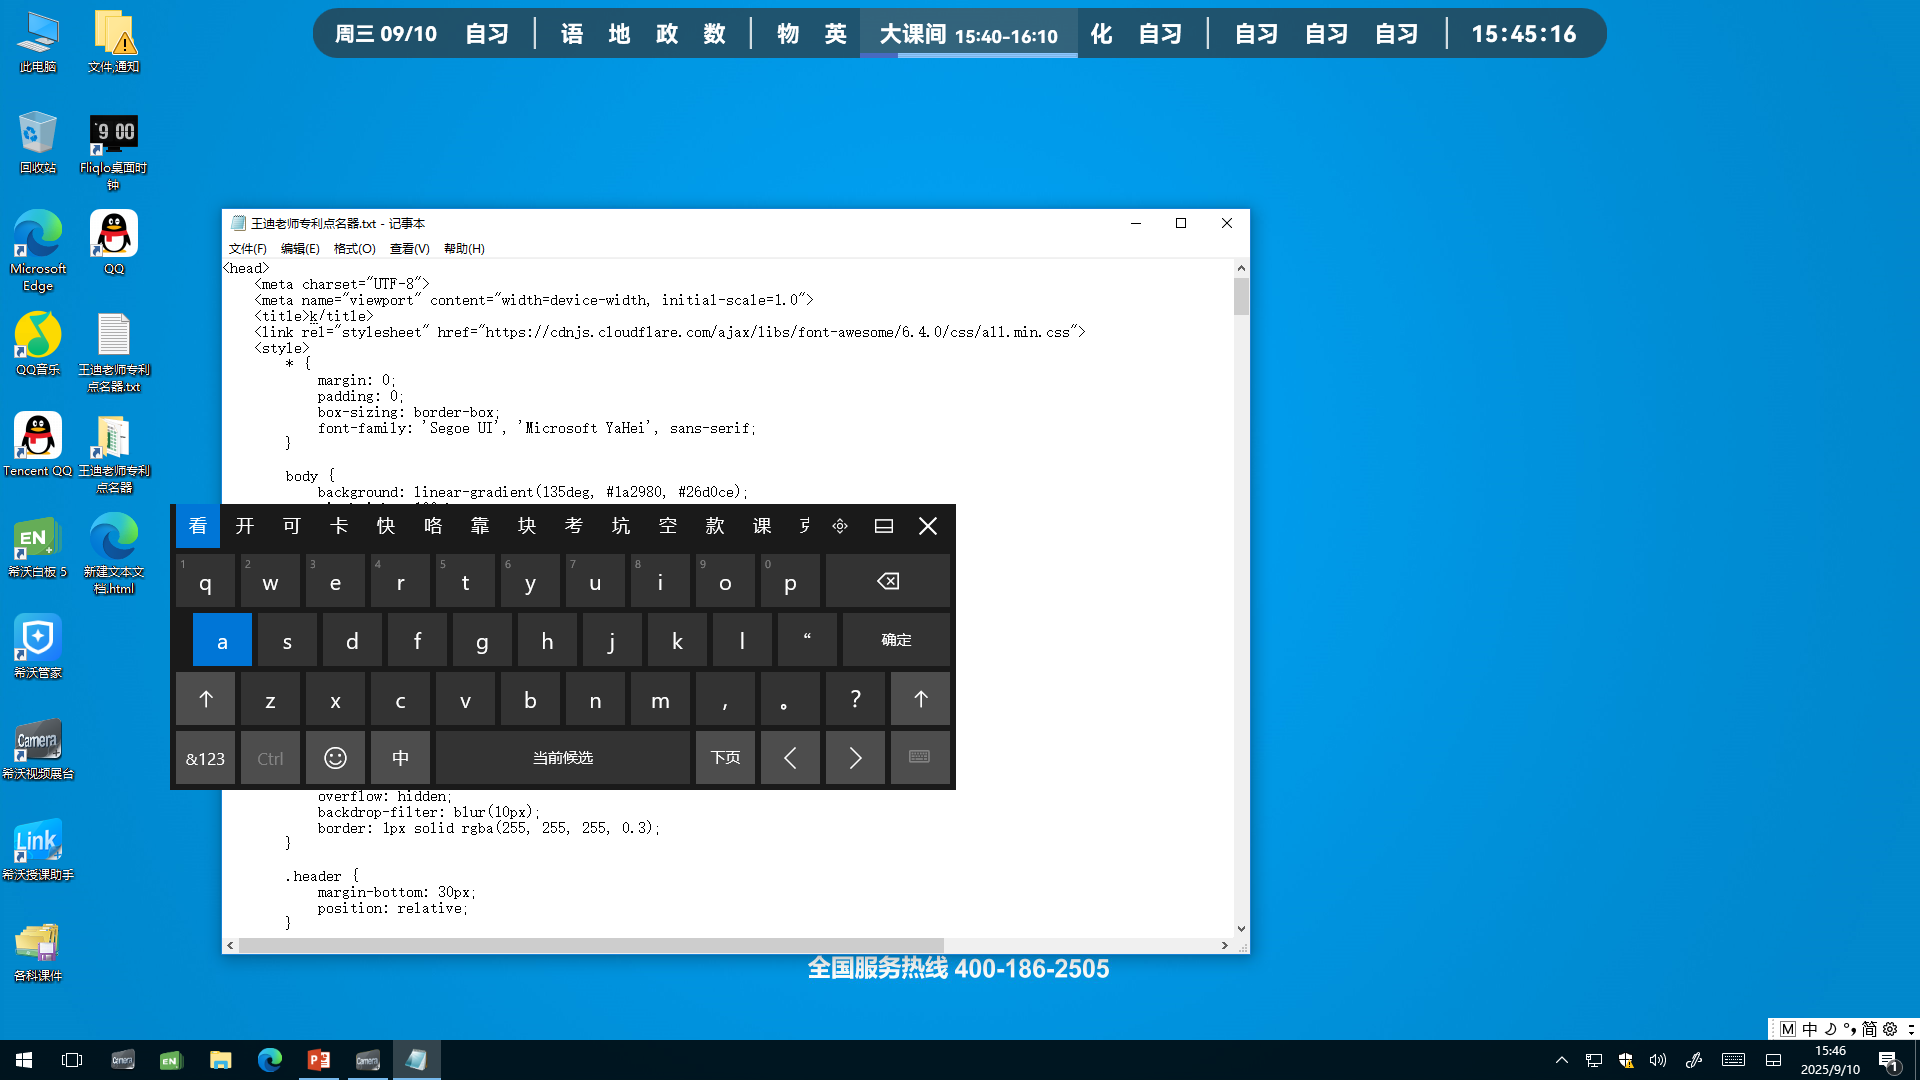 周三 09/10 自习 | 语 地 政 数 | 物 英 大课间 15:40-16:10 化 自习 | 自习 自习 自习 | 15:45:16
此电脑
文件,通知
回收站
Fliqlo桌面时钟
9 00
Microsoft Edge
QQ
QQ音乐
王迪老师专利点名器.txt
Tencent QQ
王迪老师专利点名器
EN
希沃白板 5
新建文本文档.html
希沃管家
Camera
希沃视频展台
Link
希沃授课助手
各科课件
王迪老师专利点名器.txt - 记事本
文件(F) 编辑(E) 格式(O) 查看(V) 帮助(H)
<head>
    <meta charset="UTF-8">
    <meta name="viewport" content="width=device-width, initial-scale=1.0">
    <title>k/title>
    <link rel="stylesheet" href="https://cdnjs.cloudflare.com/ajax/libs/font-awesome/6.4.0/css/all.min.css">
    <style>
        * {
            margin: 0;
            padding: 0;
            box-sizing: border-box;
            font-family: 'Segoe UI', 'Microsoft YaHei', sans-serif;
        }
        body {
            background: linear-gradient(135deg, #1a2980, #26d0ce);
看 开 可 卡 快 咯 靠 块 考 坑 空 款 课
1 q 2 w 3 e 4 r 5 t 6 y 7 u 8 i 9 o 0 p
a s d f g h j k l “ 确定
↑ z x c v b n m , 。 ? ↑
&123 Ctrl 中 当前候选 下页 < >
            overflow: hidden;
            backdrop-filter: blur(10px);
            border: 1px solid rgba(255, 255, 255, 0.3);
        }
        .header {
            margin-bottom: 30px;
            position: relative;
        }
全国服务热线 400-186-2505
M 中 简
Camera
EN
Camera
15:46
2025/9/10
1